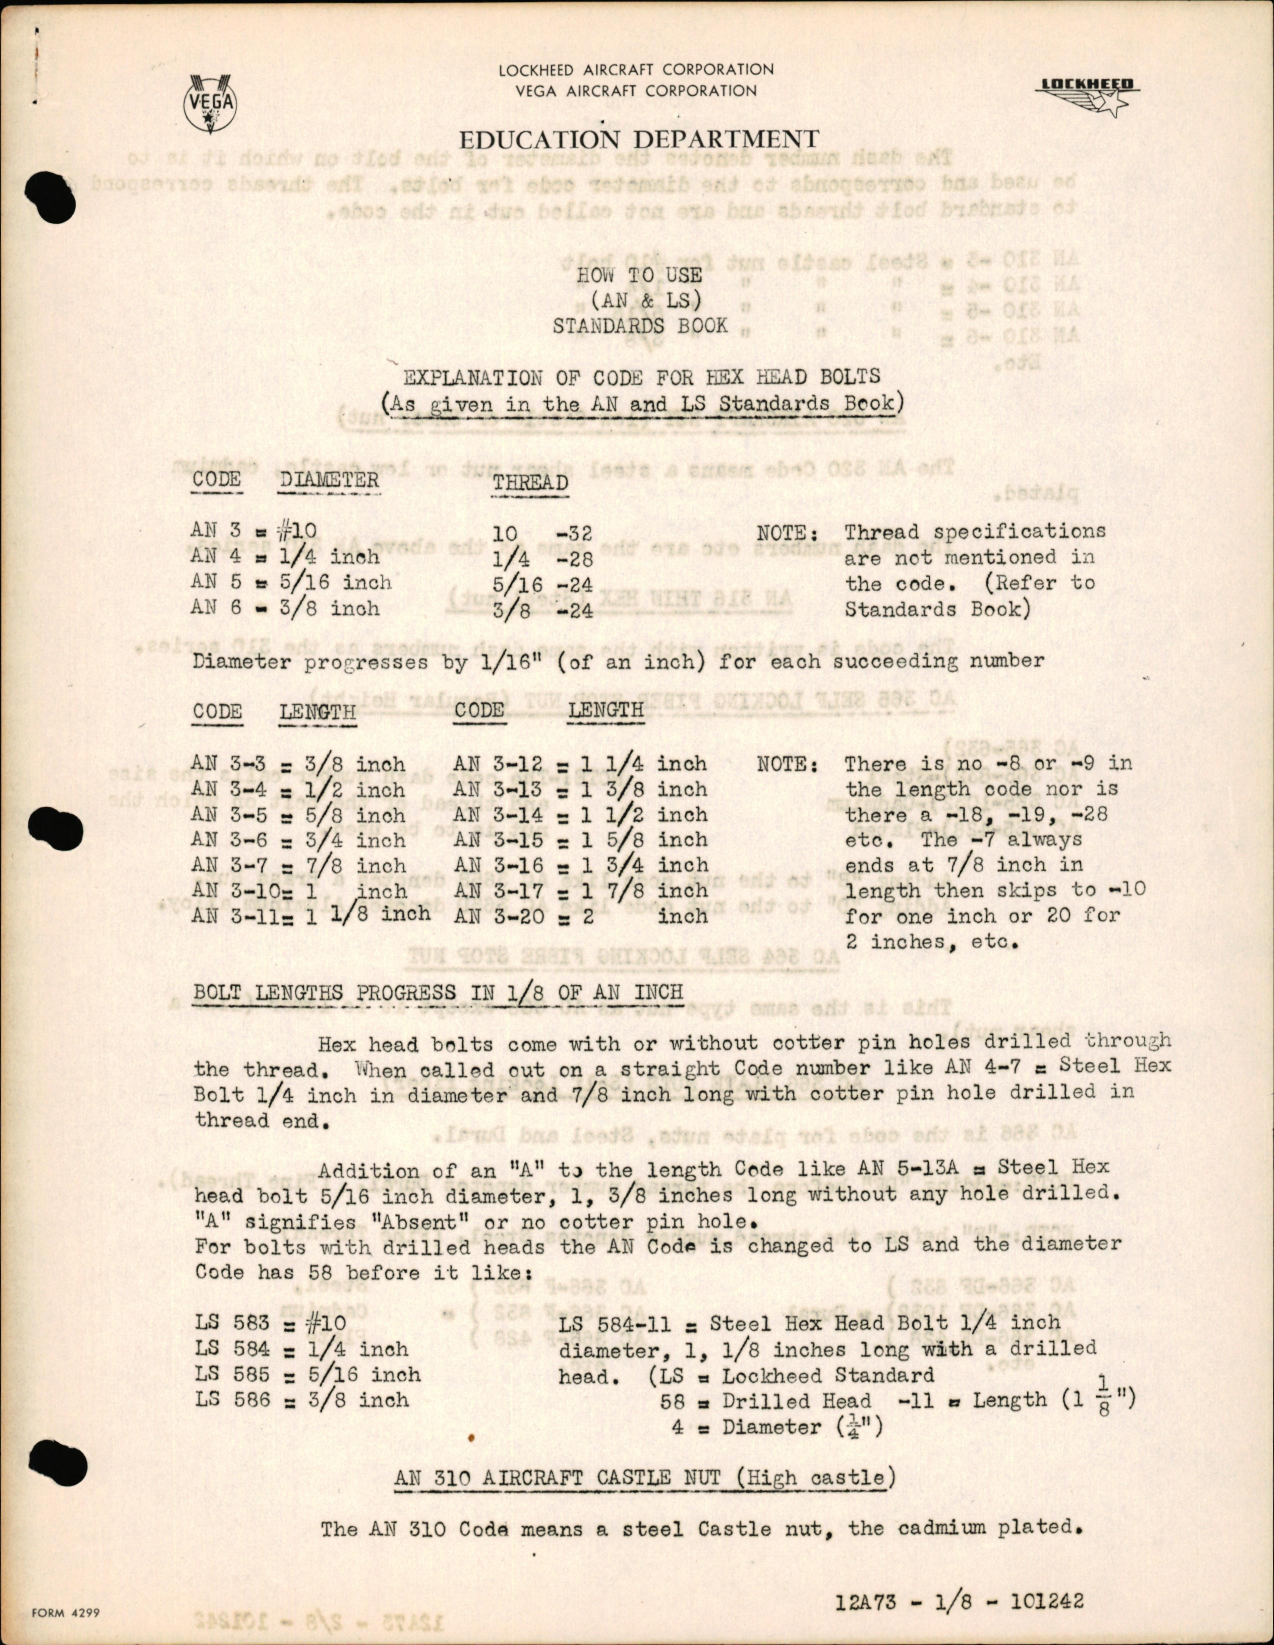 LOCKHEED AIRCRAFT CORPORATION
VEGA AIRCRAFT CORPORATION
VEGA
LOCKHEED
EDUCATION DEPARTMENT
HOW TO USE
(AN & LS)
STANDARDS BOOK
EXPLANATION OF CODE FOR HEX HEAD BOLTS
(As given in the AN and LS Standards Book)
CODE DIAMETER THREAD
AN 3 = #10 10 -32 NOTE: Thread specifications
AN 4 = 1/4 inch 1/4 -28 are not mentioned in
AN 5 = 5/16 inch 5/16 -24 the code. (Refer to
AN 6 - 3/8 inch 3/8 -24 Standards Book)
Diameter progresses by 1/16" (of an inch) for each succeeding number
CODE LENGTH CODE LENGTH
AN 3-3 = 3/8 inch AN 3-12 = 1 1/4 inch NOTE: There is no -8 or -9 in
AN 3-4 = 1/2 inch AN 3-13 = 1 3/8 inch the length code nor is
AN 3-5 = 5/8 inch AN 3-14 = 1 1/2 inch there a -18, -19, -28
AN 3-6 = 3/4 inch AN 3-15 = 1 5/8 inch etc. The -7 always
AN 3-7 = 7/8 inch AN 3-16 = 1 3/4 inch ends at 7/8 inch in
AN 3-10= 1 inch AN 3-17 = 1 7/8 inch length then skips to -10
AN 3-11= 1 1/8 inch AN 3-20 = 2 inch for one inch or 20 for
2 inches, etc.
BOLT LENGTHS PROGRESS IN 1/8 OF AN INCH
Hex head bolts come with or without cotter pin holes drilled through
the thread. When called out on a straight Code number like AN 4-7 = Steel Hex
Bolt 1/4 inch in diameter and 7/8 inch long with cotter pin hole drilled in
thread end.
Addition of an "A" to the length Code like AN 5-13A = Steel Hex
head bolt 5/16 inch diameter, 1, 3/8 inches long without any hole drilled.
"A" signifies "Absent" or no cotter pin hole.
For bolts with drilled heads the AN Code is changed to LS and the diameter
Code has 58 before it like:
LS 583 = #10 LS 584-11 = Steel Hex Head Bolt 1/4 inch
LS 584 = 1/4 inch diameter, 1, 1/8 inches long with a drilled
LS 585 = 5/16 inch head. (LS = Lockheed Standard
LS 586 = 3/8 inch 58 = Drilled Head -11 = Length (1 1/8")
4 = Diameter (¼")
AN 310 AIRCRAFT CASTLE NUT (High castle)
The AN 310 Code means a steel Castle nut, the cadmium plated.
12A73 - 1/8 - 101242
FORM 4299